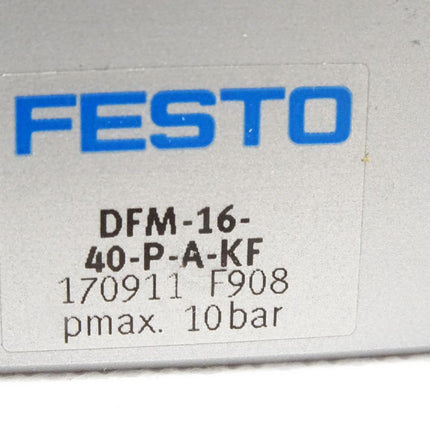 FESTO
DFM-16-
40-P-A-KF
170911 F908
pmax. 10bar